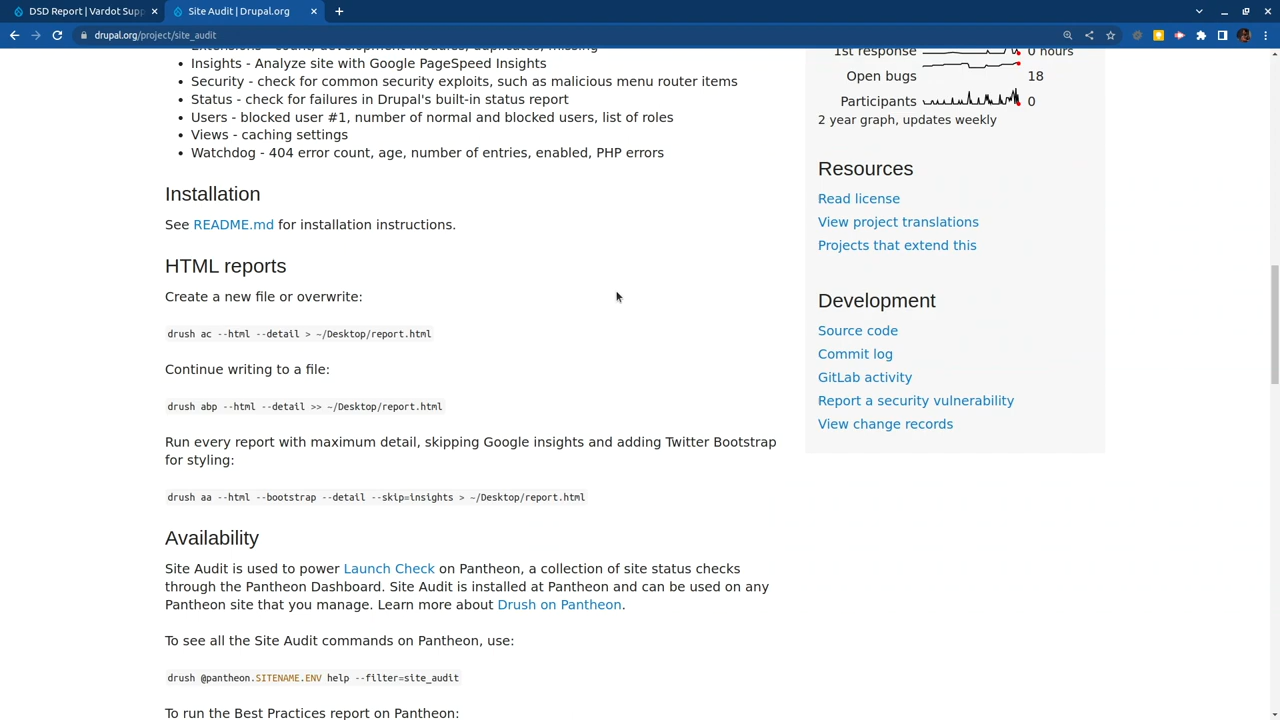 DSD Report | Vardot Supp
Site Audit | Drupal.org
drupal.org/project/site_audit
Extensions - count, development modules, duplicates, missing
Insights - Analyze site with Google PageSpeed Insights
Security - check for common security exploits, such as malicious menu router items
Status - check for failures in Drupal's built-in status report
Users - blocked user #1, number of normal and blocked users, list of roles
Views - caching settings
Watchdog - 404 error count, age, number of entries, enabled, PHP errors
Installation
See README.md for installation instructions.
HTML reports
Create a new file or overwrite:
drush ac --html --detail > ~/Desktop/report.html
Continue writing to a file:
drush abp --html --detail >> ~/Desktop/report.html
Run every report with maximum detail, skipping Google insights and adding Twitter Bootstrap
for styling:
drush aa --html --bootstrap --detail --skip=insights > ~/Desktop/report.html
Availability
Site Audit is used to power Launch Check on Pantheon, a collection of site status checks
through the Pantheon Dashboard. Site Audit is installed at Pantheon and can be used on any
Pantheon site that you manage. Learn more about Drush on Pantheon.
To see all the Site Audit commands on Pantheon, use:
drush @pantheon.SITENAME.ENV help --filter=site_audit
To run the Best Practices report on Pantheon:
1st response 0 hours
Open bugs 18
Participants 0
2 year graph, updates weekly
Resources
Read license
View project translations
Projects that extend this
Development
Source code
Commit log
GitLab activity
Report a security vulnerability
View change records